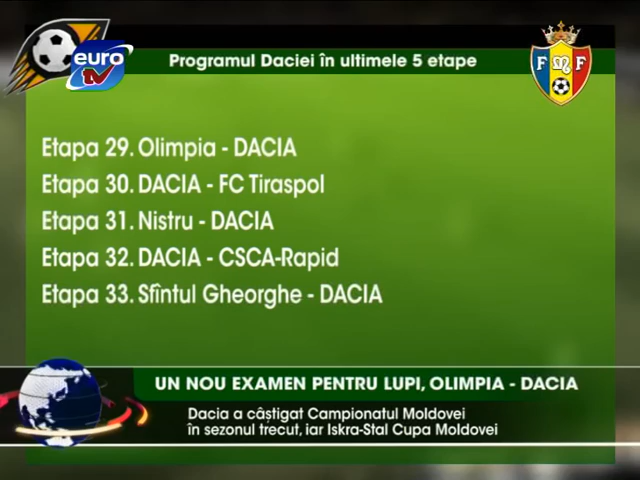 euro
tv
Programul Daciei în ultimele 5 etape
F M F
Etapa 29. Olimpia - DACIA
Etapa 30. DACIA - FC Tiraspol
Etapa 31. Nistru - DACIA
Etapa 32. DACIA - CSCA-Rapid
Etapa 33. Sfîntul Gheorghe - DACIA
UN NOU EXAMEN PENTRU LUPI, OLIMPIA - DACIA
Dacia a câștigat Campionatul Moldovei
în sezonul trecut, iar Iskra-Stal Cupa Moldovei